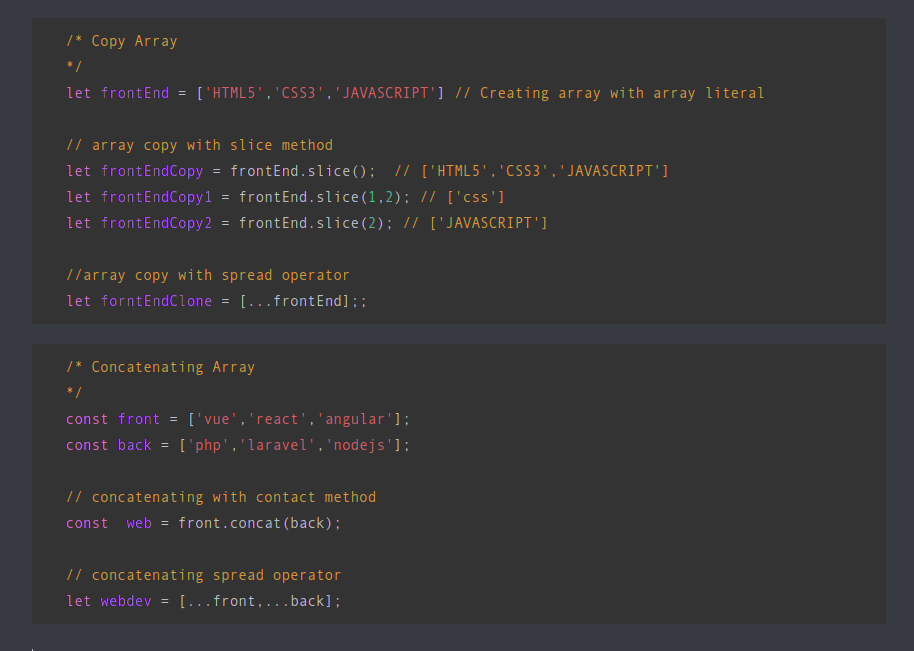 /* Copy Array
*/
let frontEnd = ['HTML5','CSS3','JAVASCRIPT'] // Creating array with array literal
// array copy with slice method
let frontEndCopy = frontEnd.slice();  // ['HTML5','CSS3','JAVASCRIPT']
let frontEndCopy1 = frontEnd.slice(1,2); // ['css']
let frontEndCopy2 = frontEnd.slice(2); // ['JAVASCRIPT']
//array copy with spread operator
let forntEndClone = [...frontEnd];;
/* Concatenating Array
*/
const front = ['vue','react','angular'];
const back = ['php','laravel','nodejs'];
// concatenating with contact method
const  web = front.concat(back);
// concatenating spread operator
let webdev = [...front,...back];